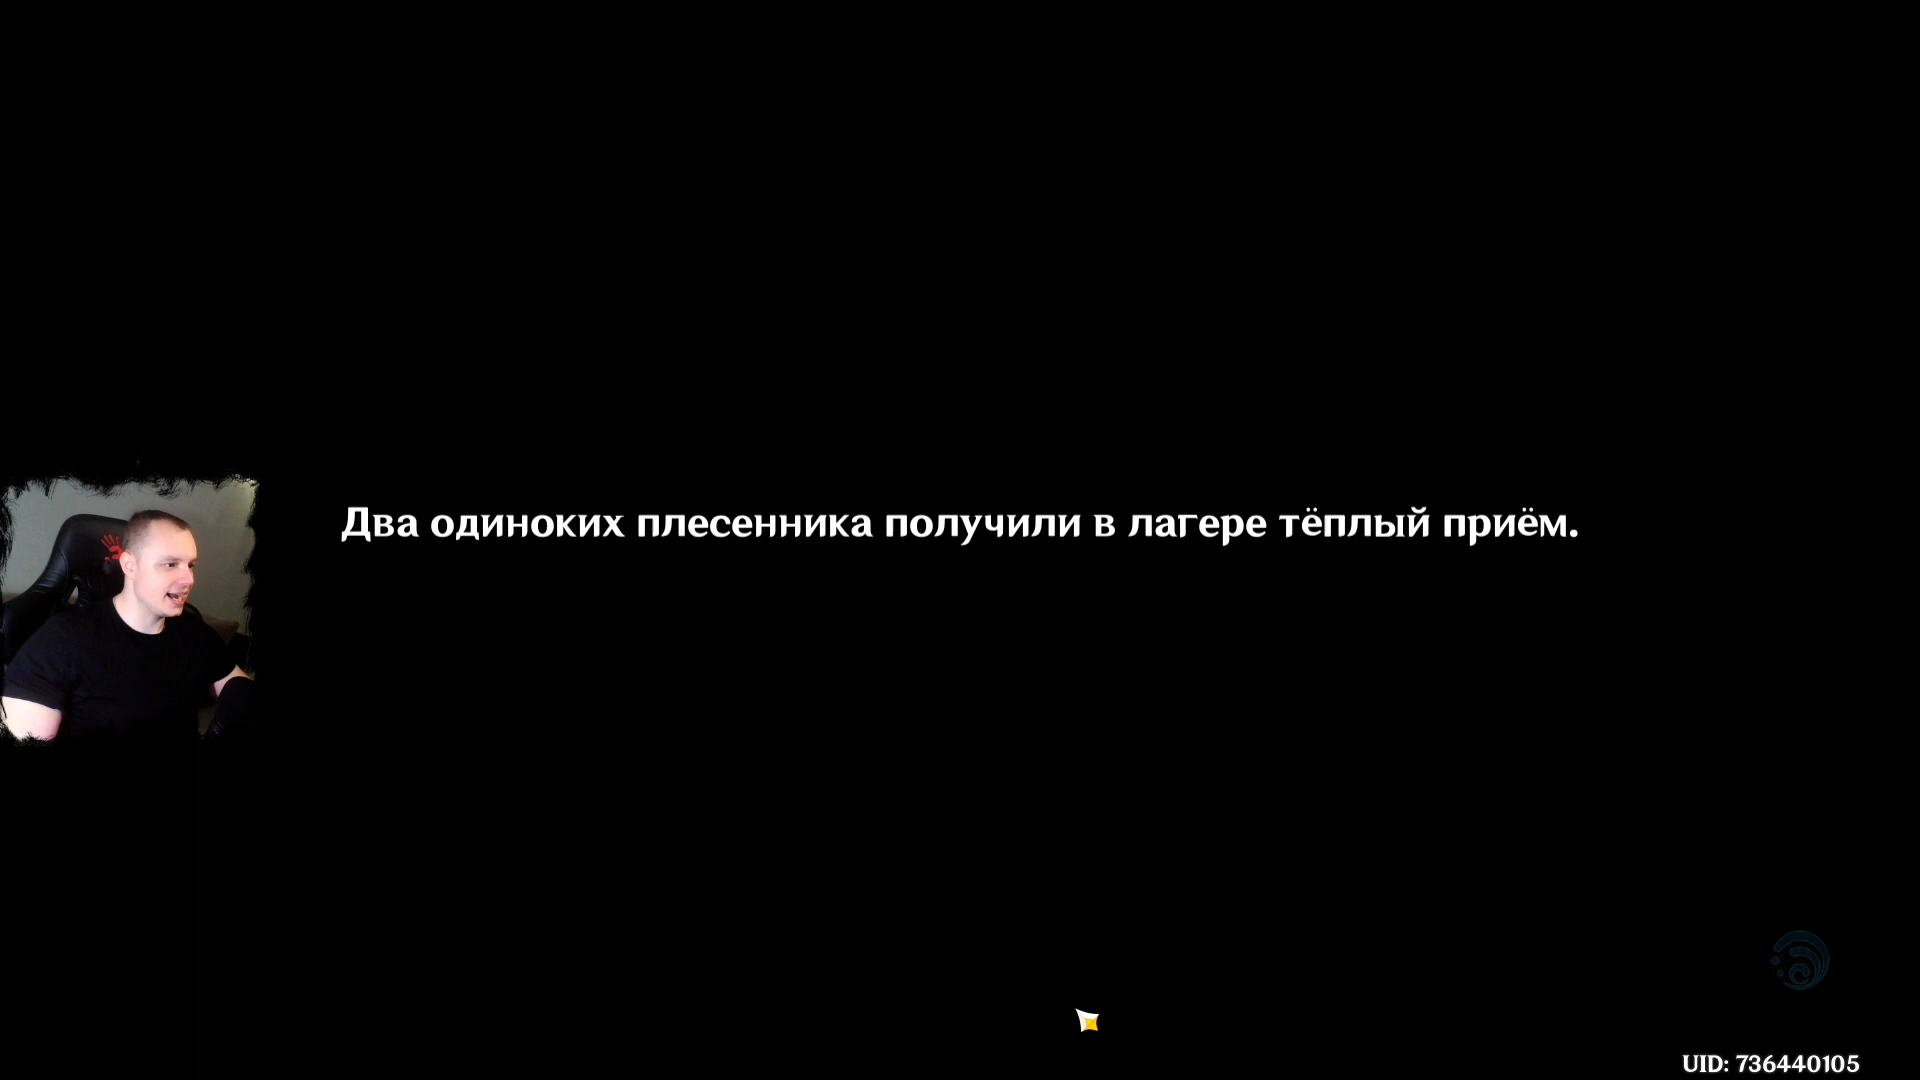 Два одиноких плесенника получили в лагере тёплый приём.
UID: 736440105